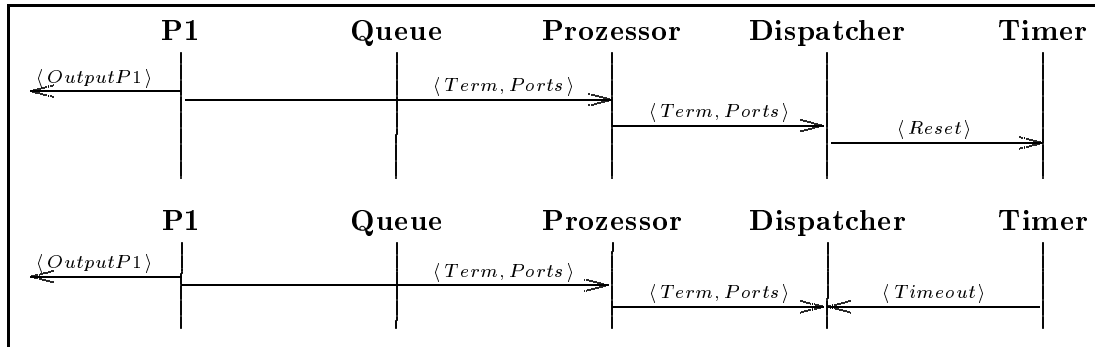 P1 Queue Prozessor Dispatcher Timer
⟨OutputP1⟩
⟨Term, Ports⟩
⟨Term, Ports⟩
⟨Reset⟩
P1 Queue Prozessor Dispatcher Timer
⟨OutputP1⟩
⟨Term, Ports⟩
⟨Term, Ports⟩ ⟨Timeout⟩